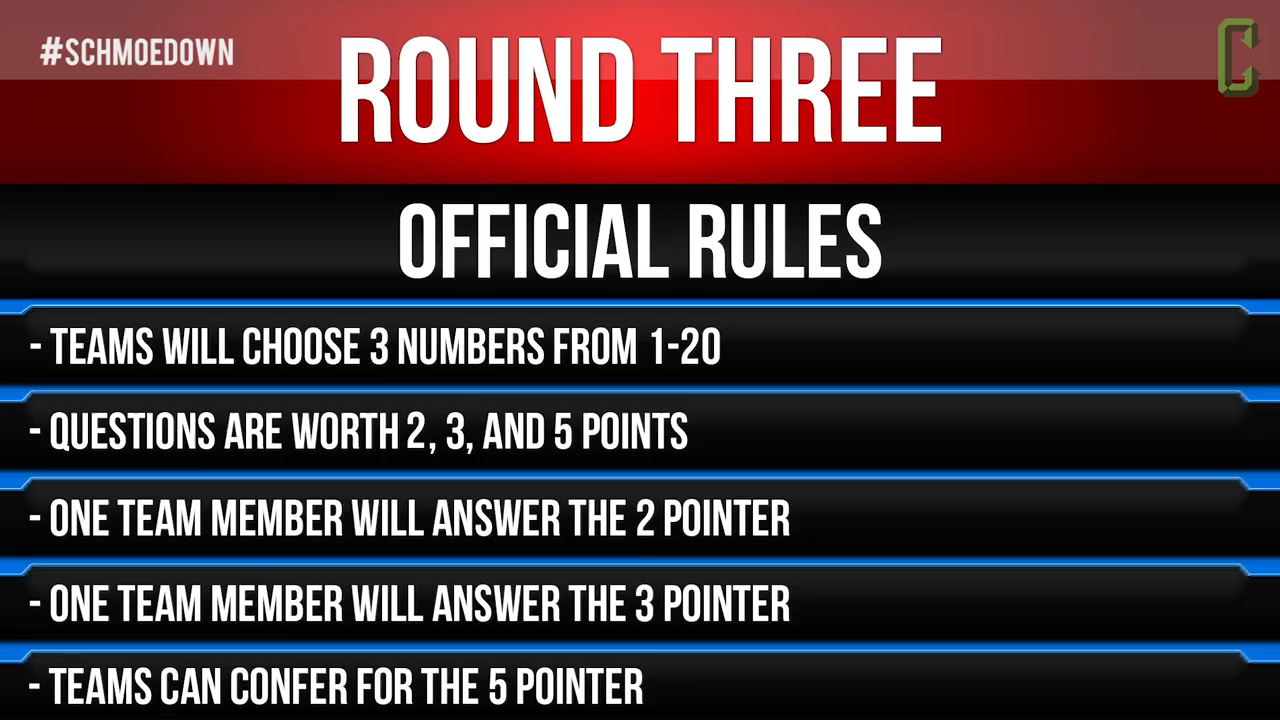 #SCHMOEDOWN
ROUND THREE
OFFICIAL RULES
- TEAMS WILL CHOOSE 3 NUMBERS FROM 1-20
- QUESTIONS ARE WORTH 2, 3, AND 5 POINTS
- ONE TEAM MEMBER WILL ANSWER THE 2 POINTER
- ONE TEAM MEMBER WILL ANSWER THE 3 POINTER
- TEAMS CAN CONFER FOR THE 5 POINTER